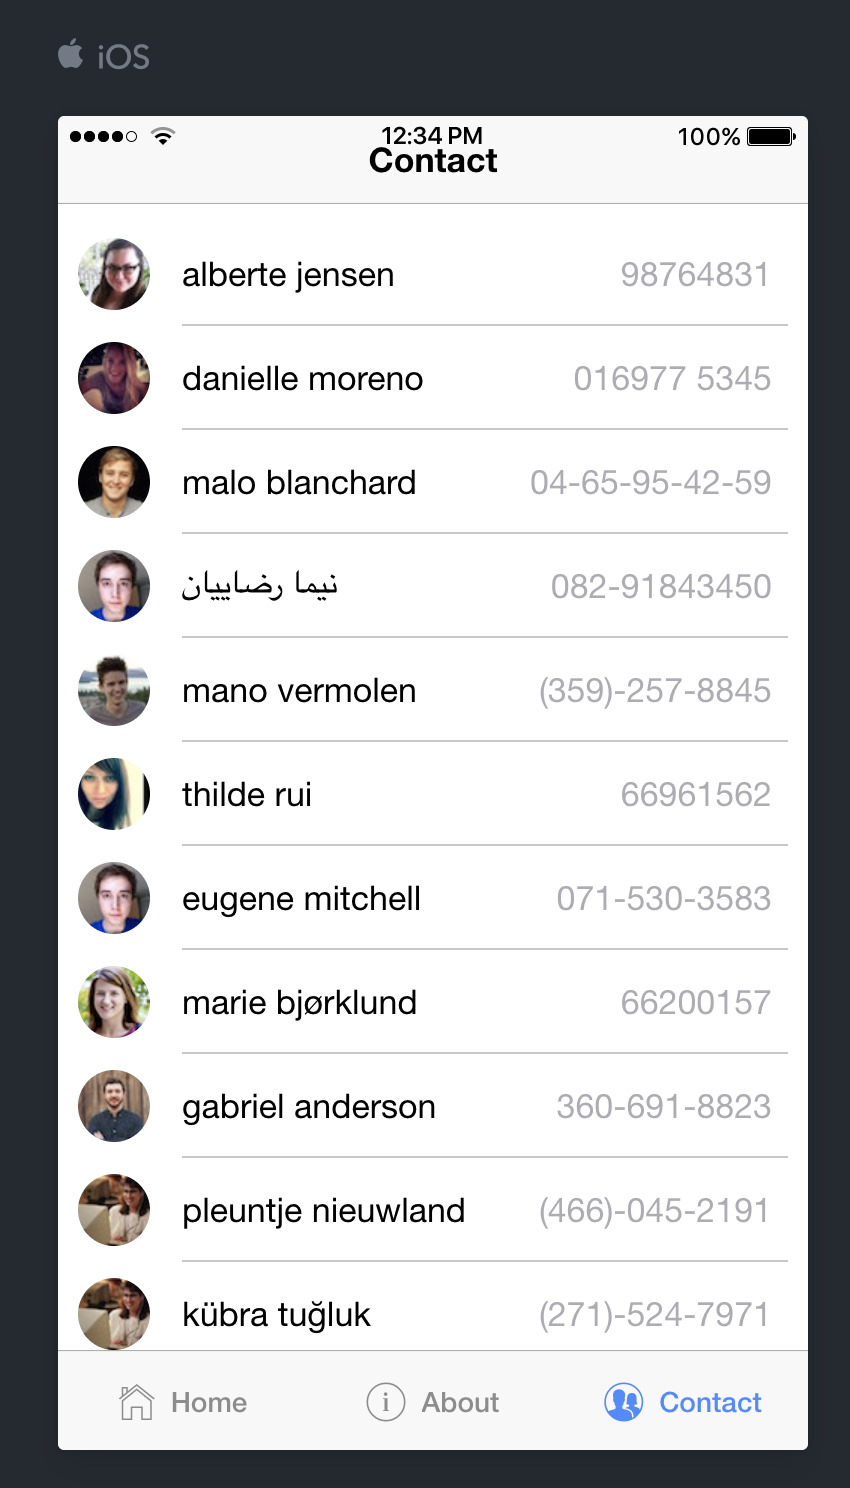 iOS
12:34 PM 100%
Contact
alberte jensen 98764831
danielle moreno 016977 5345
malo blanchard 04-65-95-42-59
نیما رضاییان 082-91843450
mano vermolen (359)-257-8845
thilde rui 66961562
eugene mitchell 071-530-3583
marie bjørklund 66200157
gabriel anderson 360-691-8823
pleuntje nieuwland (466)-045-2191
kübra tuğluk (271)-524-7971
Home About Contact